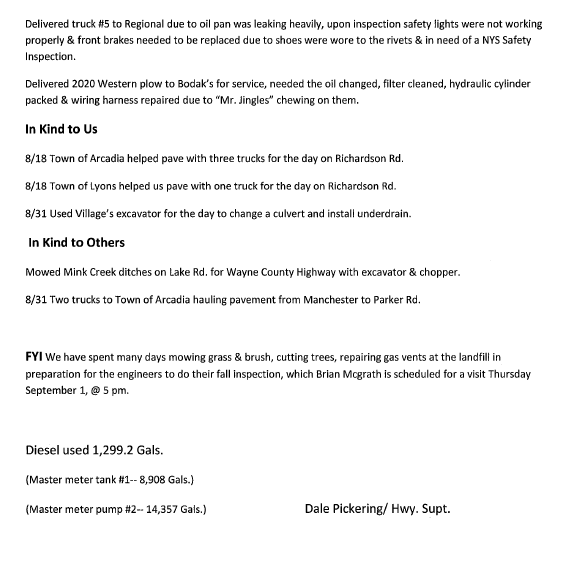 Delivered truck #5 to Regional due to oil pan was leaking heavily, upon inspection safety lights were not working
properly & front brakes needed to be replaced due to shoes were wore to the rivets & in need of a NYS Safety
Inspection.
Delivered 2020 Western plow to Bodak's for service, needed the oil changed, filter cleaned, hydraulic cylinder
packed & wiring harness repaired due to "Mr. Jingles" chewing on them.
In Kind to Us
8/18 Town of Arcadia helped pave with three trucks for the day on Richardson Rd.
8/18 Town of Lyons helped us pave with one truck for the day on Richardson Rd.
8/31 Used Village's excavator for the day to change a culvert and install underdrain.
In Kind to Others
Mowed Mink Creek ditches on Lake Rd. for Wayne County Highway with excavator & chopper.
8/31 Two trucks to Town of Arcadia hauling pavement from Manchester to Parker Rd.
FYI We have spent many days mowing grass & brush, cutting trees, repairing gas vents at the landfill in
preparation for the engineers to do their fall inspection, which Brian Mcgrath is scheduled for a visit Thursday
September 1, @ 5 pm.
Diesel used 1,299.2 Gals.
(Master meter tank #1-- 8,908 Gals.)
(Master meter pump #2-- 14,357 Gals.) Dale Pickering/ Hwy. Supt.